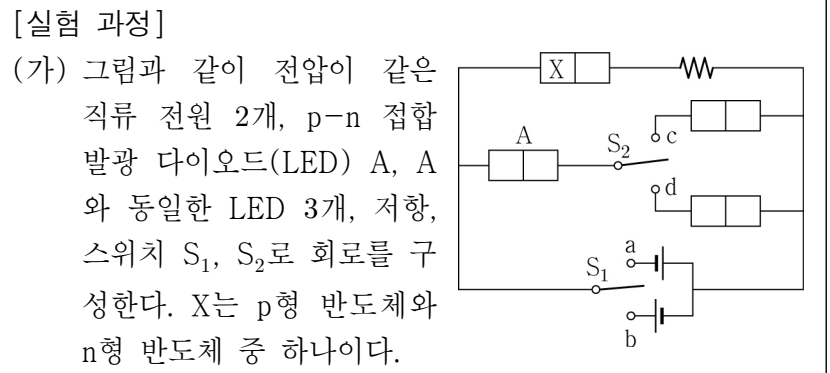 [실험 과정]
(가) 그림과 같이 전압이 같은
직류 전원 2개, p-n 접합
발광 다이오드(LED) A, A
와 동일한 LED 3개, 저항,
스위치 S₁, S₂로 회로를 구
성한다. X는 p형 반도체와
n형 반도체 중 하나이다.
X
A
S₂
c
d
a
S₁
b